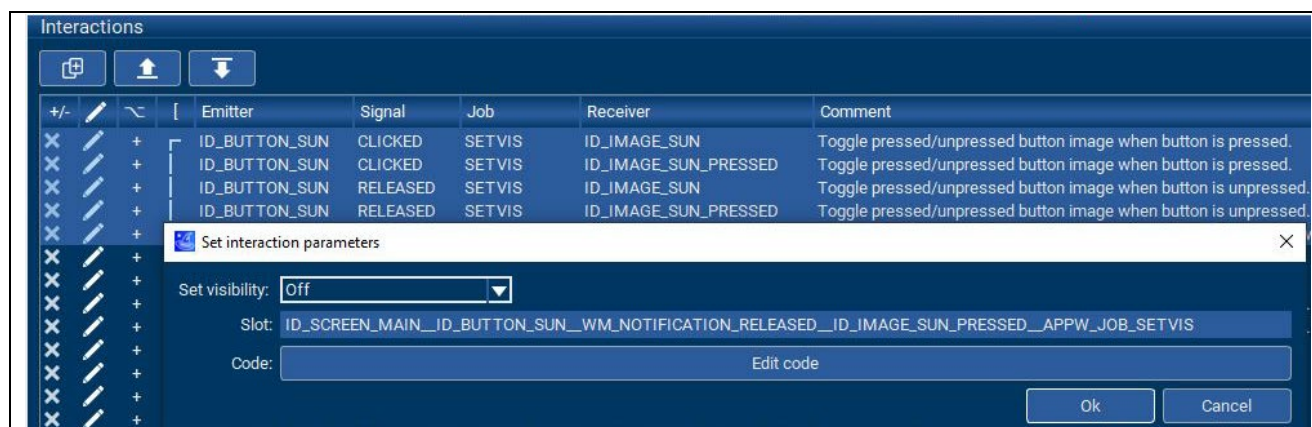 Interactions
+/- [ Emitter Signal Job Receiver Comment
+ ID_BUTTON_SUN CLICKED SETVIS ID_IMAGE_SUN Toggle pressed/unpressed button image when button is pressed.
+ ID_BUTTON_SUN CLICKED SETVIS ID_IMAGE_SUN_PRESSED Toggle pressed/unpressed button image when button is pressed.
+ ID_BUTTON_SUN RELEASED SETVIS ID_IMAGE_SUN Toggle pressed/unpressed button image when button is unpressed.
+ ID_BUTTON_SUN RELEASED SETVIS ID_IMAGE_SUN_PRESSED Toggle pressed/unpressed button image when button is unpressed.
+
Set interaction parameters
+
+
Set visibility: Off
+
Slot: ID_SCREEN_MAIN__ID_BUTTON_SUN__WM_NOTIFICATION_RELEASED__ID_IMAGE_SUN_PRESSED__APPW_JOB_SETVIS
+
+
Code: Edit code
+
+
Ok Cancel
+